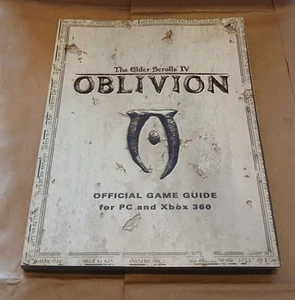 The Elder Scrolls IV
OBLIVION
OFFICIAL GAME GUIDE
for PC and Xbox 360